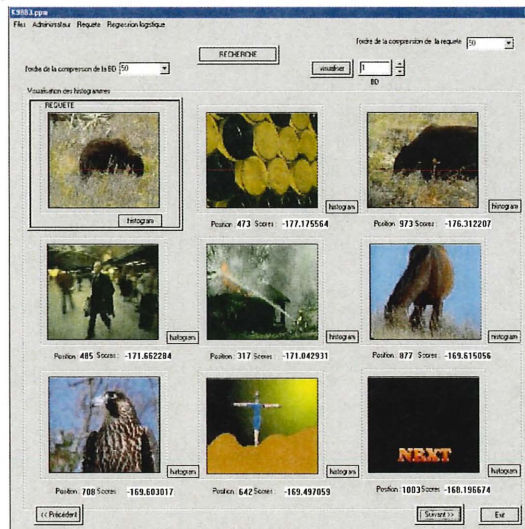 K9883.ppm
Files Administrateur Requete Regression logistique
l'ordre de la compression de la requete 50
RECHERCHE
l'ordre de la compression de la BD 50
visualiser 1
BD
Visualisation des histogrammes
REQUETE
histogram
histogram
histogram
Position : 473 Scores : -177.175564
Position : 973 Scores : -176.312207
histogram
histogram
histogram
Position : 485 Scores : -171.662284
Position : 317 Scores : -171.042931
Position : 877 Scores : -169.615056
NEXT
histogram
histogram
histogram
Position : 708 Scores : -169.603017
Position : 642 Scores : -169.497059
Position : 1003 Scores : -168.196674
<< Précédent
Suivant >>
Exit